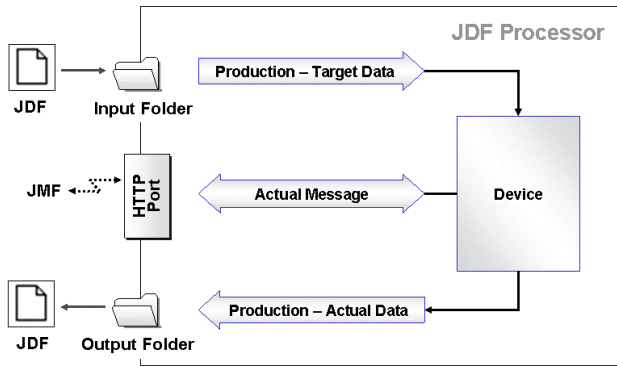 JDF Processor
Production – Target Data
JDF
Input Folder
JMF
HTTP
Port
Actual Message
Device
Production – Actual Data
JDF
Output Folder